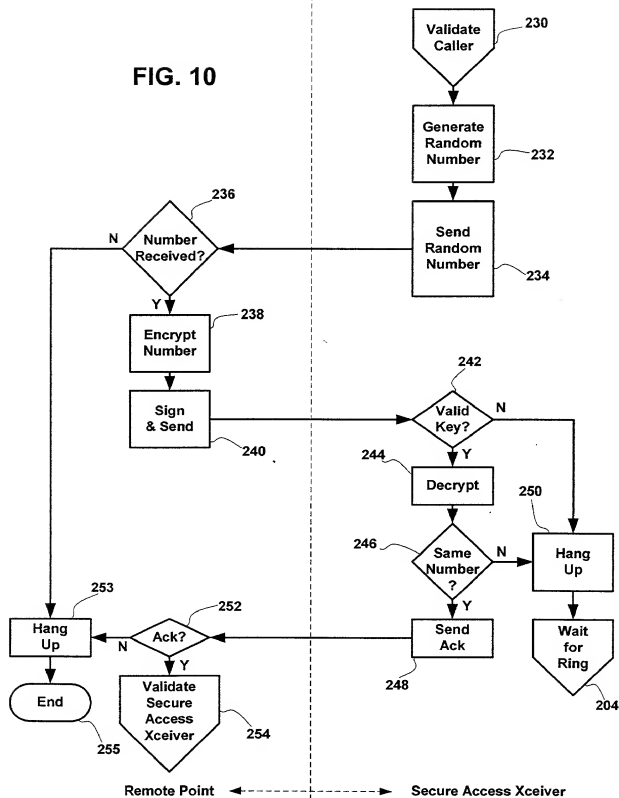 Validate
Caller
230
FIG. 10
Generate
Random
Number
232
236
Send
Random
Number
234
N
Number
Received?
Y
238
Encrypt
Number
242
Sign
& Send
240
Valid
Key?
N
Y
244
Decrypt
250
246
Same
Number
?
N
Hang
Up
Y
253
252
Hang
Up
N
Ack?
Send
Ack
248
Wait
for
Ring
204
Y
End
255
Validate
Secure
Access
Xceiver
254
Remote Point
Secure Access Xceiver